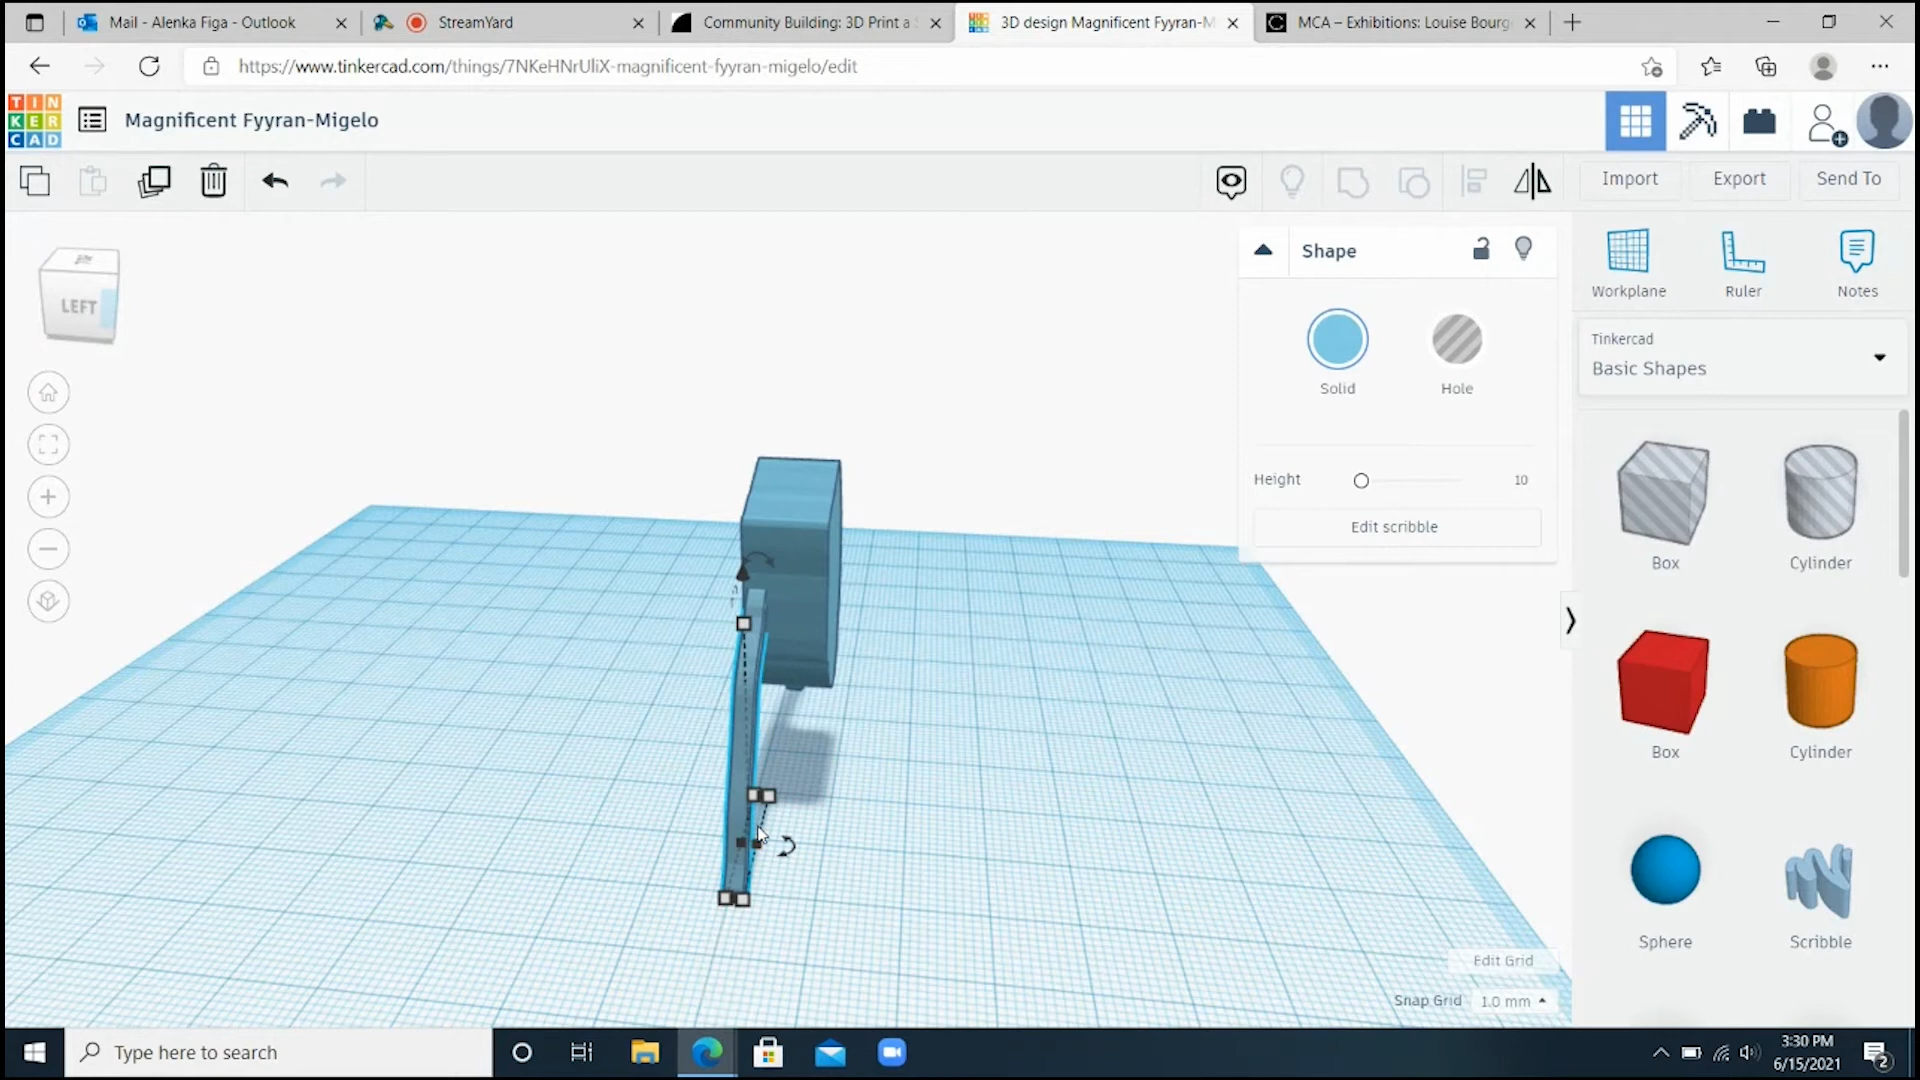 Mail - Alenka Figa - Outlook
StreamYard
Community Building: 3D Print a S
3D design Magnificent Fyyran-M
MCA – Exhibitions: Louise Bourg
https://www.tinkercad.com/things/7NKeHNrUliX-magnificent-fyyran-migelo/edit
TIN
KER
CAD
Magnificent Fyyran-Migelo
Import
Export
Send To
LEFT
Shape
Solid
Hole
Height
10
Edit scribble
Workplane
Ruler
Notes
Tinkercad
Basic Shapes
Box
Cylinder
Box
Cylinder
Sphere
Scribble
Edit Grid
Snap Grid 1.0 mm
Type here to search
3:30 PM
6/15/2021
2